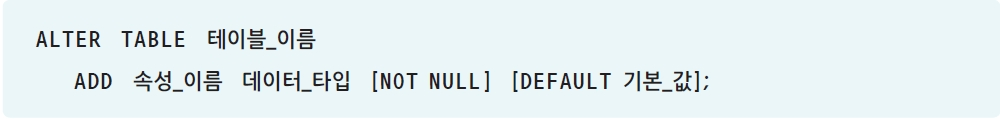 ALTER TABLE 테이블_이름
ADD 속성_이름 데이터_타입 [NOT NULL] [DEFAULT 기본_값];